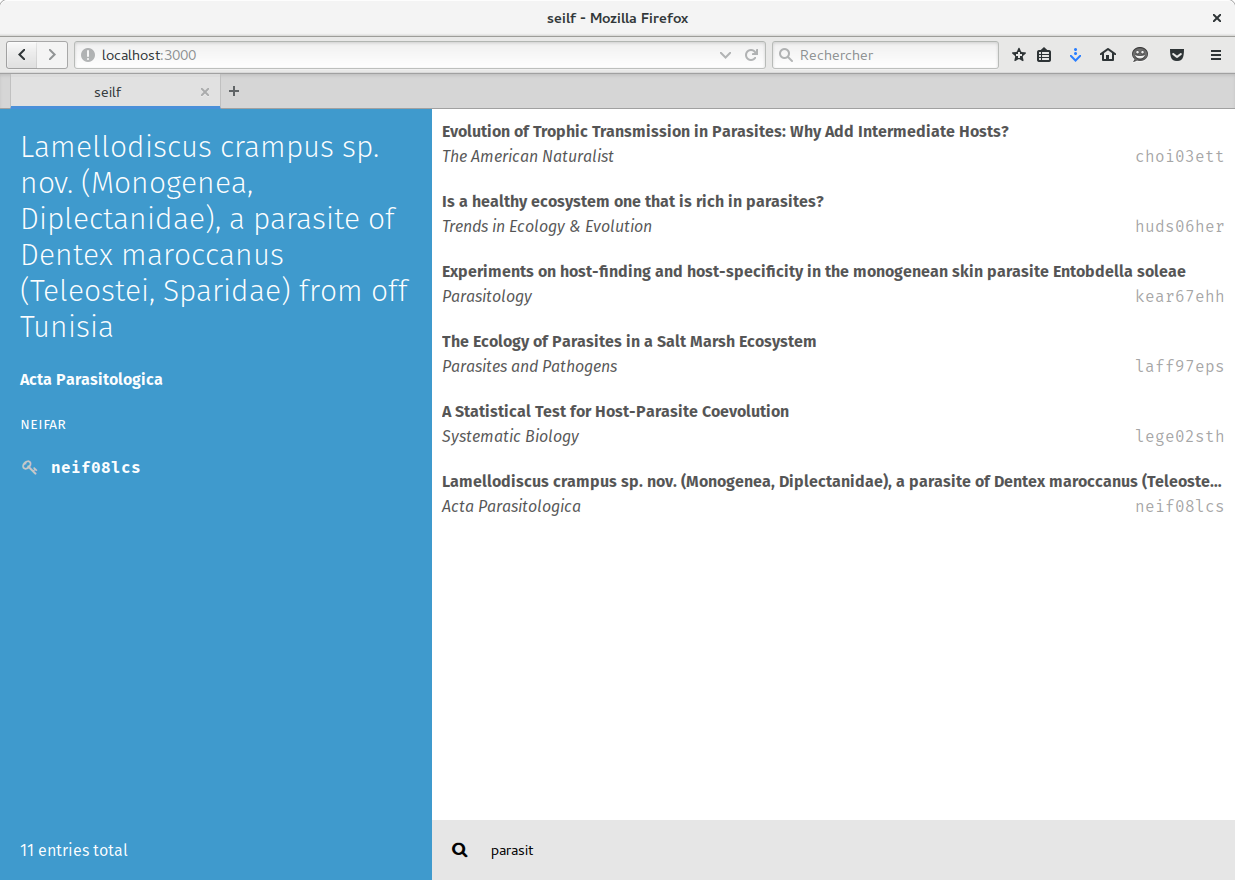 seilf - Mozilla Firefox
localhost:3000
Rechercher
seilf
Lamellodiscus crampus sp.
nov. (Monogenea,
Diplectanidae), a parasite of
Dentex maroccanus
(Teleostei, Sparidae) from off
Tunisia
Acta Parasitologica
NEIFAR
neif08lcs
11 entries total
Evolution of Trophic Transmission in Parasites: Why Add Intermediate Hosts?
The American Naturalist choi03ett
Is a healthy ecosystem one that is rich in parasites?
Trends in Ecology & Evolution huds06her
Experiments on host-finding and host-specificity in the monogenean skin parasite Entobdella soleae
Parasitology kear67ehh
The Ecology of Parasites in a Salt Marsh Ecosystem
Parasites and Pathogens laff97eps
A Statistical Test for Host-Parasite Coevolution
Systematic Biology lege02sth
Lamellodiscus crampus sp. nov. (Monogenea, Diplectanidae), a parasite of Dentex maroccanus (Teleoste...
Acta Parasitologica neif08lcs
parasit